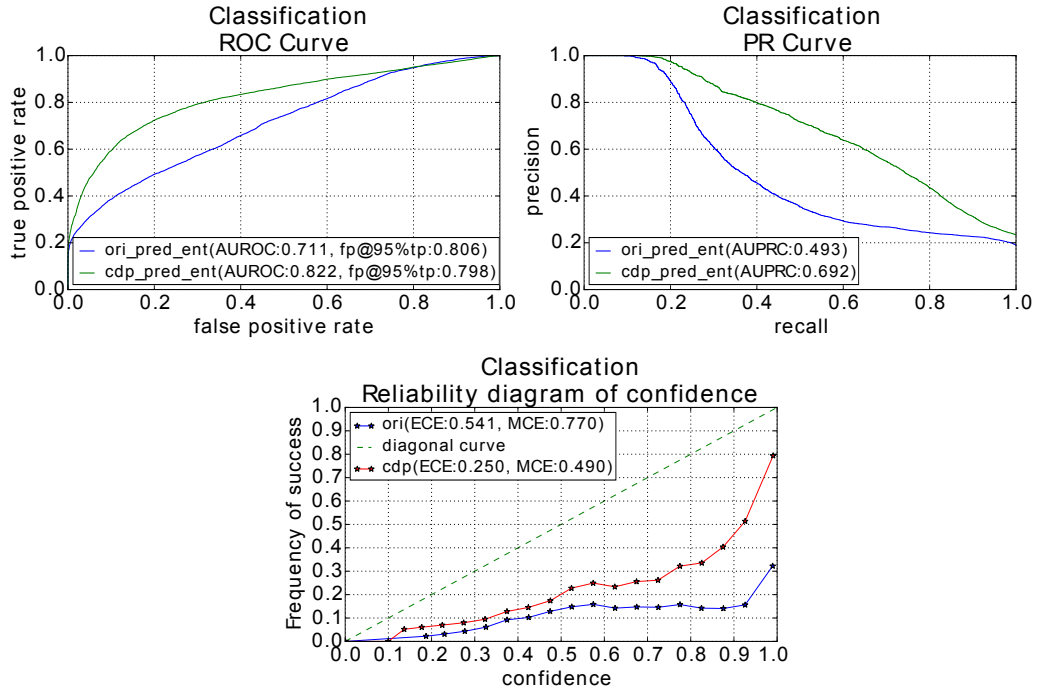 Classification
ROC Curve
1.0
0.8
0.6
0.4
0.2
0.0
true positive rate
ori_pred_ent(AUROC:0.711, fp@95%tp:0.806)
cdp_pred_ent(AUROC:0.822, fp@95%tp:0.798)
0.0 0.2 0.4 0.6 0.8 1.0
false positive rate
Classification
PR Curve
1.0
0.8
0.6
0.4
0.2
0.0
precision
ori_pred_ent(AUPRC:0.493)
cdp_pred_ent(AUPRC:0.692)
0.0 0.2 0.4 0.6 0.8 1.0
recall
Classification
Reliability diagram of confidence
1.0
0.9
0.8
0.7
0.6
0.5
0.4
0.3
0.2
0.1
0.0
Frequency of success
ori(ECE:0.541, MCE:0.770)
diagonal curve
cdp(ECE:0.250, MCE:0.490)
0.0 0.1 0.2 0.3 0.4 0.5 0.6 0.7 0.8 0.9 1.0
confidence